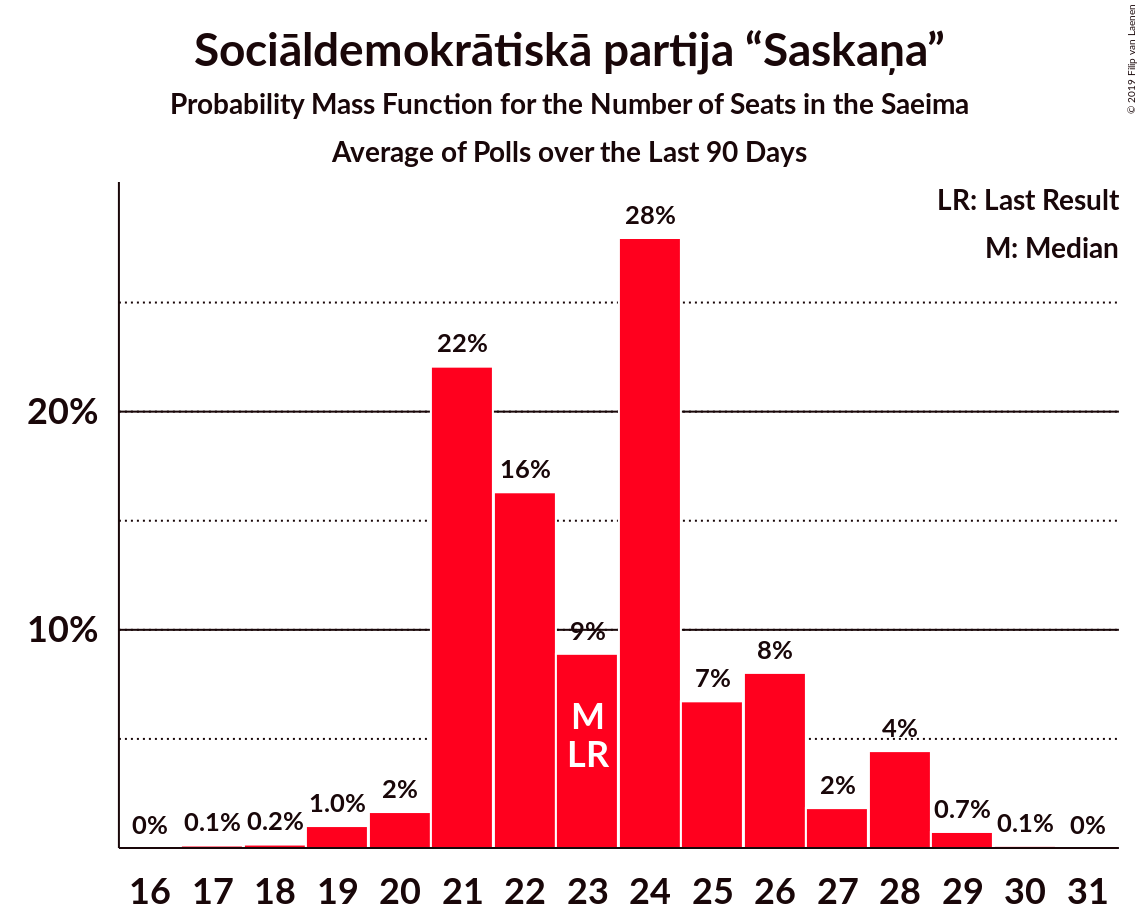 Sociāldemokrātiskā partija “Saskaņa”
Probability Mass Function for the Number of Seats in the Saeima
Average of Polls over the Last 90 Days
© 2019 Filip van Laenen
LR: Last Result
M: Median
20%
10%
0%
0.1%
0.2%
1.0%
2%
22%
16%
9%
28%
7%
8%
2%
4%
0.7%
0.1%
0%
M
LR
16 17 18 19 20 21 22 23 24 25 26 27 28 29 30 31